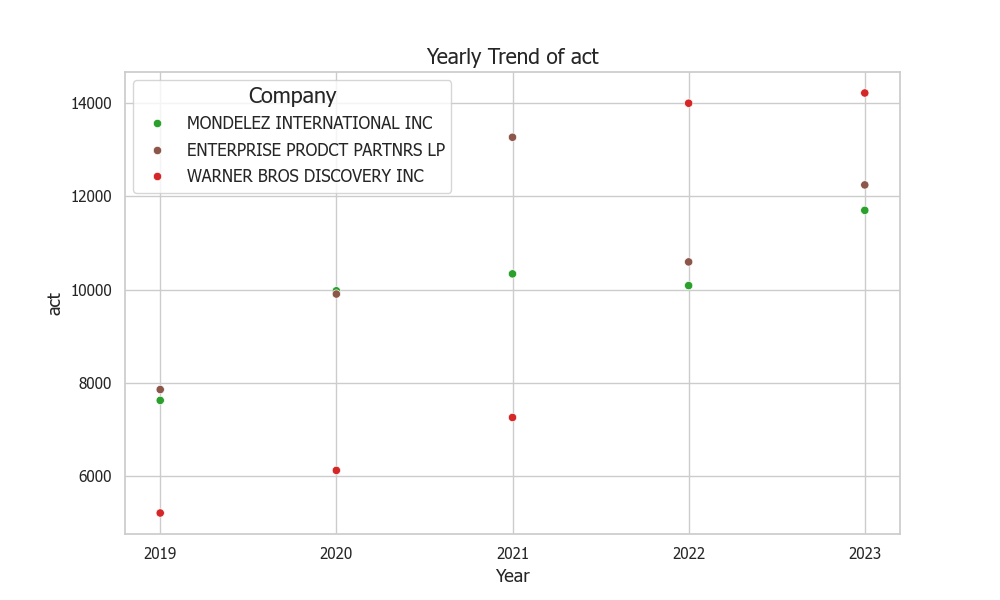 Yearly Trend of act
Company
MONDELEZ INTERNATIONAL INC
ENTERPRISE PRODCT PARTNRS LP
WARNER BROS DISCOVERY INC
14000
12000
10000
8000
6000
act
2019 2020 2021 2022 2023
Year